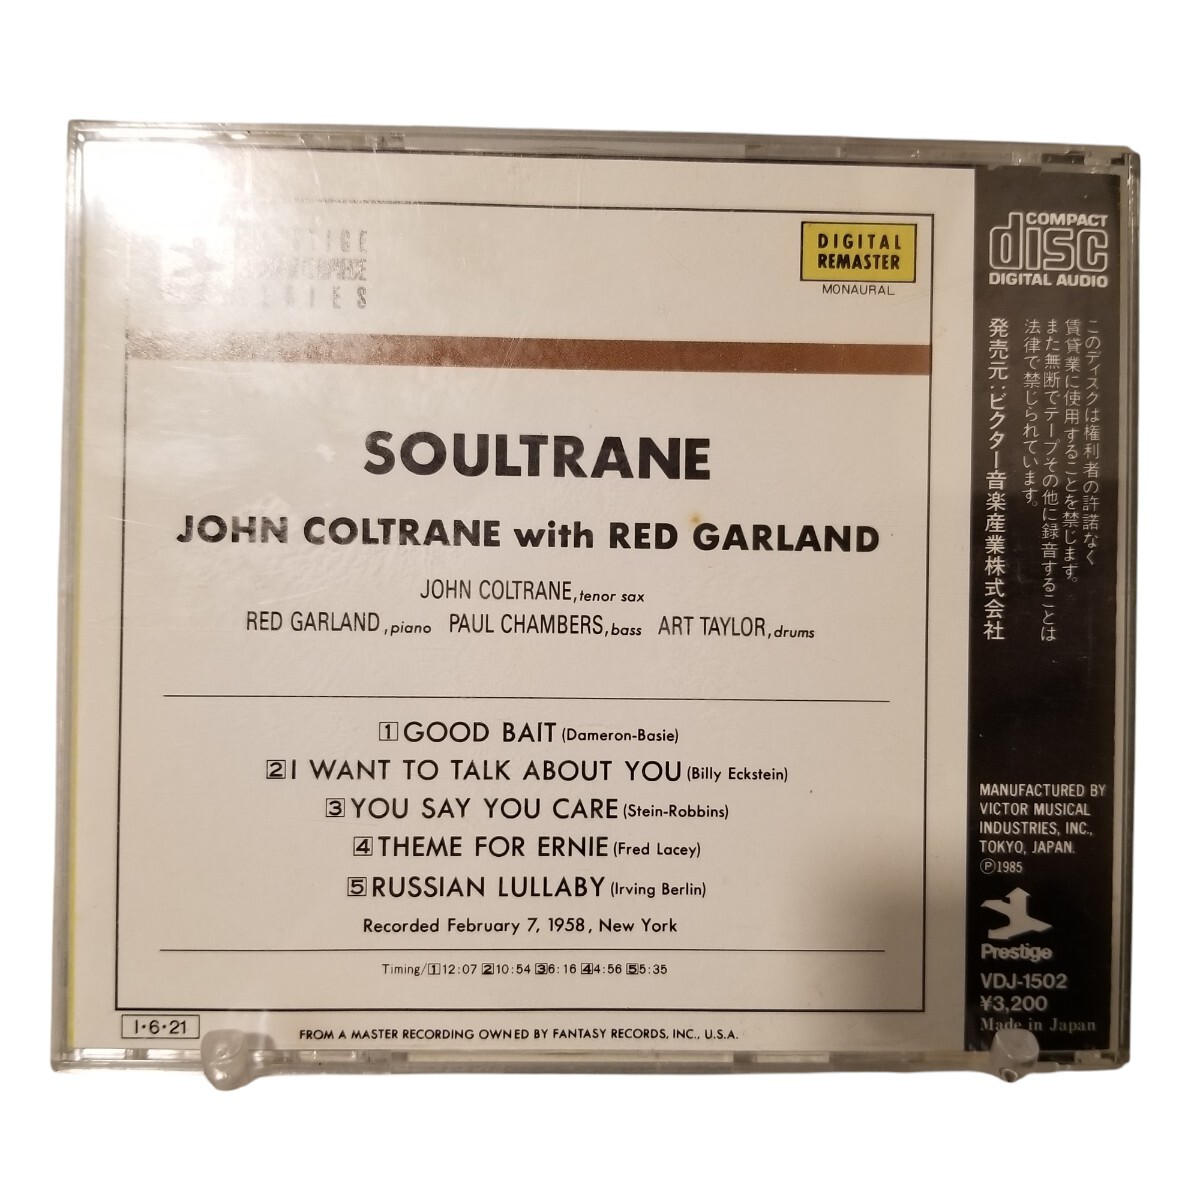 SERIES
DIGITAL
REMASTER
MONAURAL
SOULTRANE
JOHN COLTRANE with RED GARLAND
JOHN COLTRANE, tenor sax
RED GARLAND, piano PAUL CHAMBERS, bass ART TAYLOR, drums
1 GOOD BAIT (Dameron-Basie)
2 I WANT TO TALK ABOUT YOU (Billy Eckstein)
3 YOU SAY YOU CARE (Stein-Robbins)
4 THEME FOR ERNIE (Fred Lacey)
5 RUSSIAN LULLABY (Irving Berlin)
Recorded February 7, 1958, New York
Timing/1 12:07 2 10:54 3 6:16 4 4:56 5 5:35
I・6・21
FROM A MASTER RECORDING OWNED BY FANTASY RECORDS, INC., U.S.A.
COMPACT
disc
DIGITAL AUDIO
このディスクは権利者の許諾なく
賃貸業に使用することを禁じます。
また無断でテープその他に録音することは
法律で禁じられています。
発売元:ビクター音楽産業株式会社
MANUFACTURED BY
VICTOR MUSICAL
INDUSTRIES, INC.,
TOKYO, JAPAN.
Ⓟ1985
Prestige
VDJ-1502
¥3,200
Made in Japan